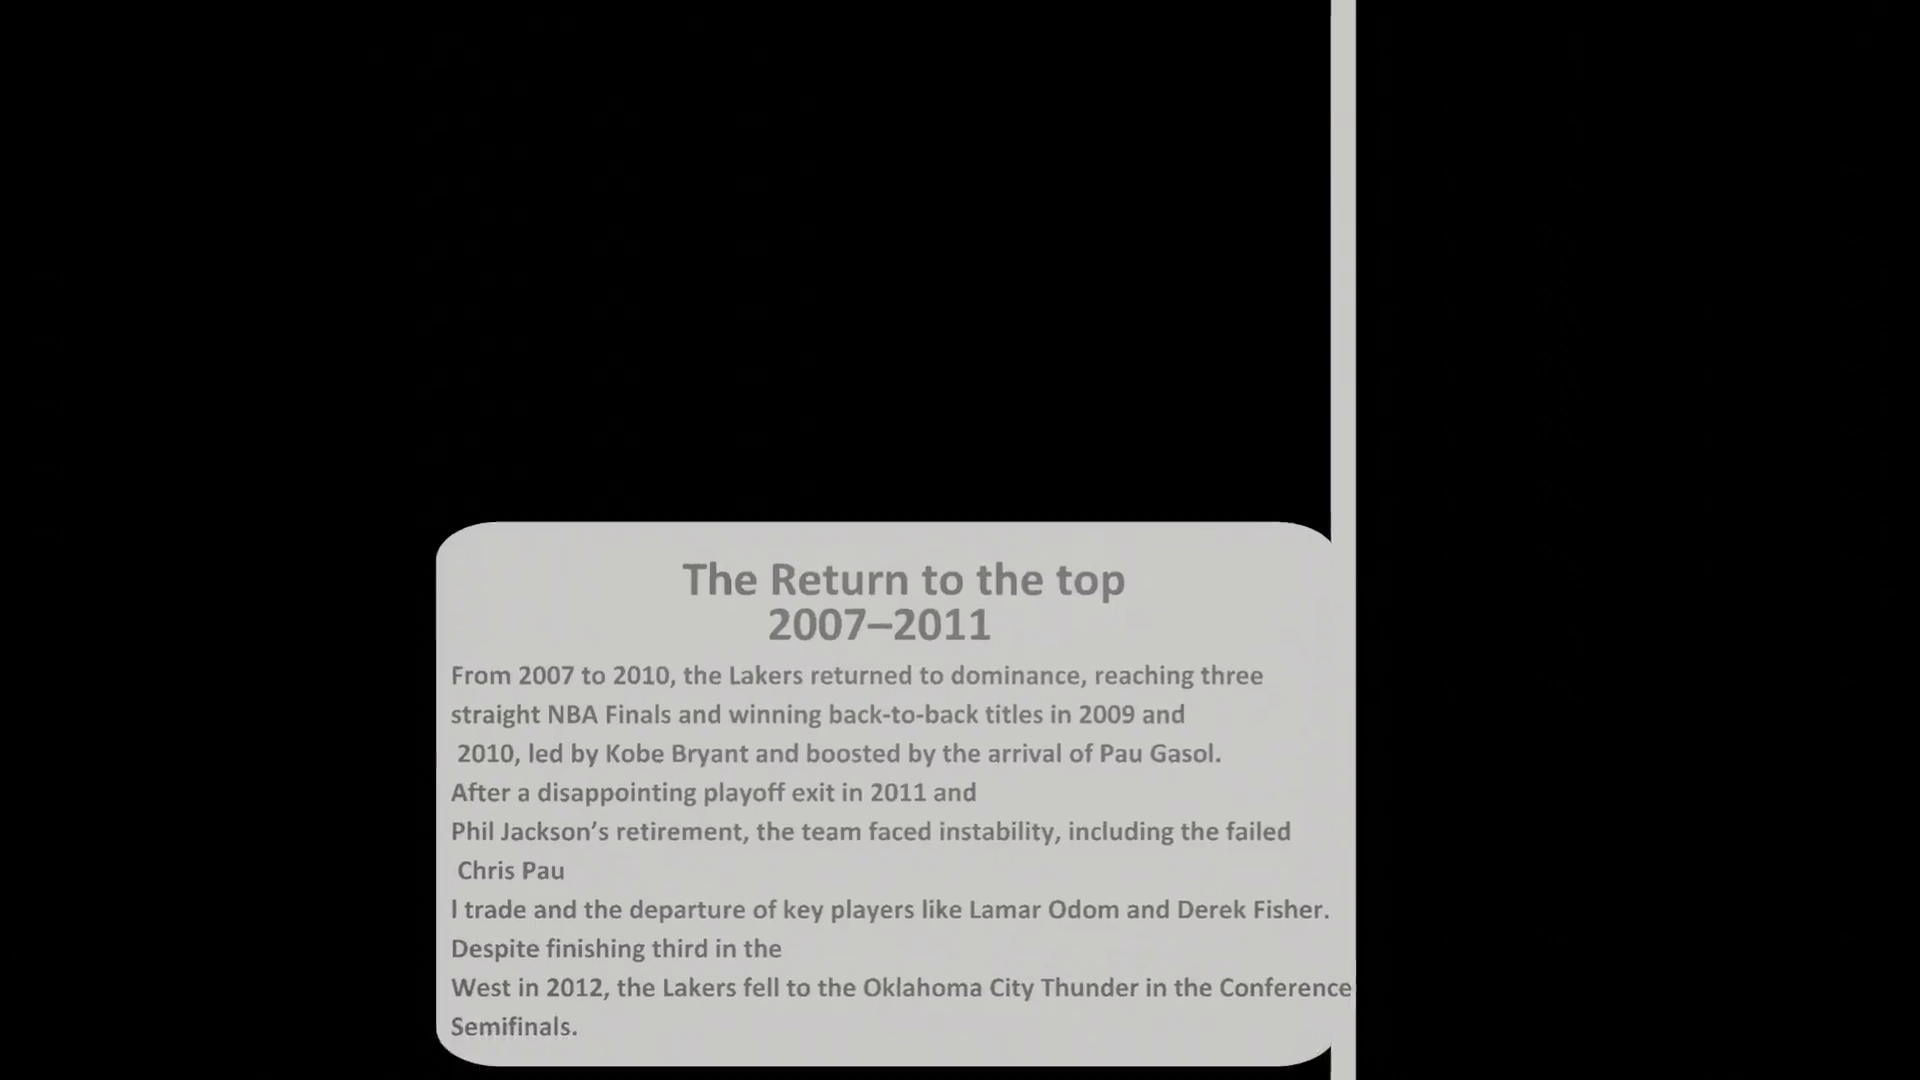 The Return to the top
2007–2011
From 2007 to 2010, the Lakers returned to dominance, reaching three
straight NBA Finals and winning back-to-back titles in 2009 and
2010, led by Kobe Bryant and boosted by the arrival of Pau Gasol.
After a disappointing playoff exit in 2011 and
Phil Jackson’s retirement, the team faced instability, including the failed
Chris Pau
l trade and the departure of key players like Lamar Odom and Derek Fisher.
Despite finishing third in the
West in 2012, the Lakers fell to the Oklahoma City Thunder in the Conference
Semifinals.